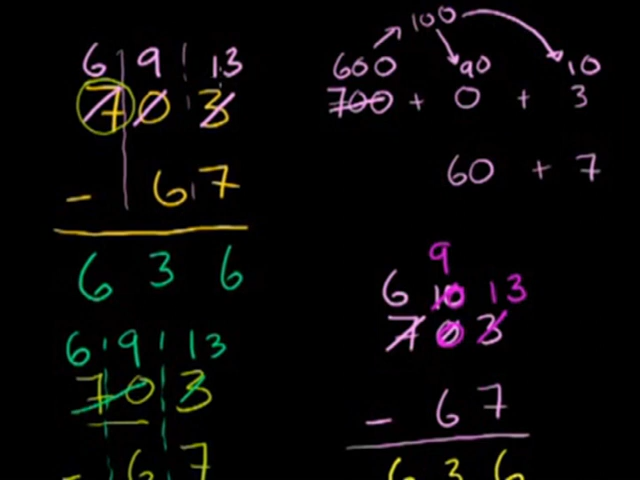 6 9 13
7 0 3
- 6 7
6 3 6
6 9 13
7 0 3
- 6 7
100
600 90 10
700 + 0 + 3
60 + 7
9
6 10 13
7 0 3
- 6 7
6 3 6